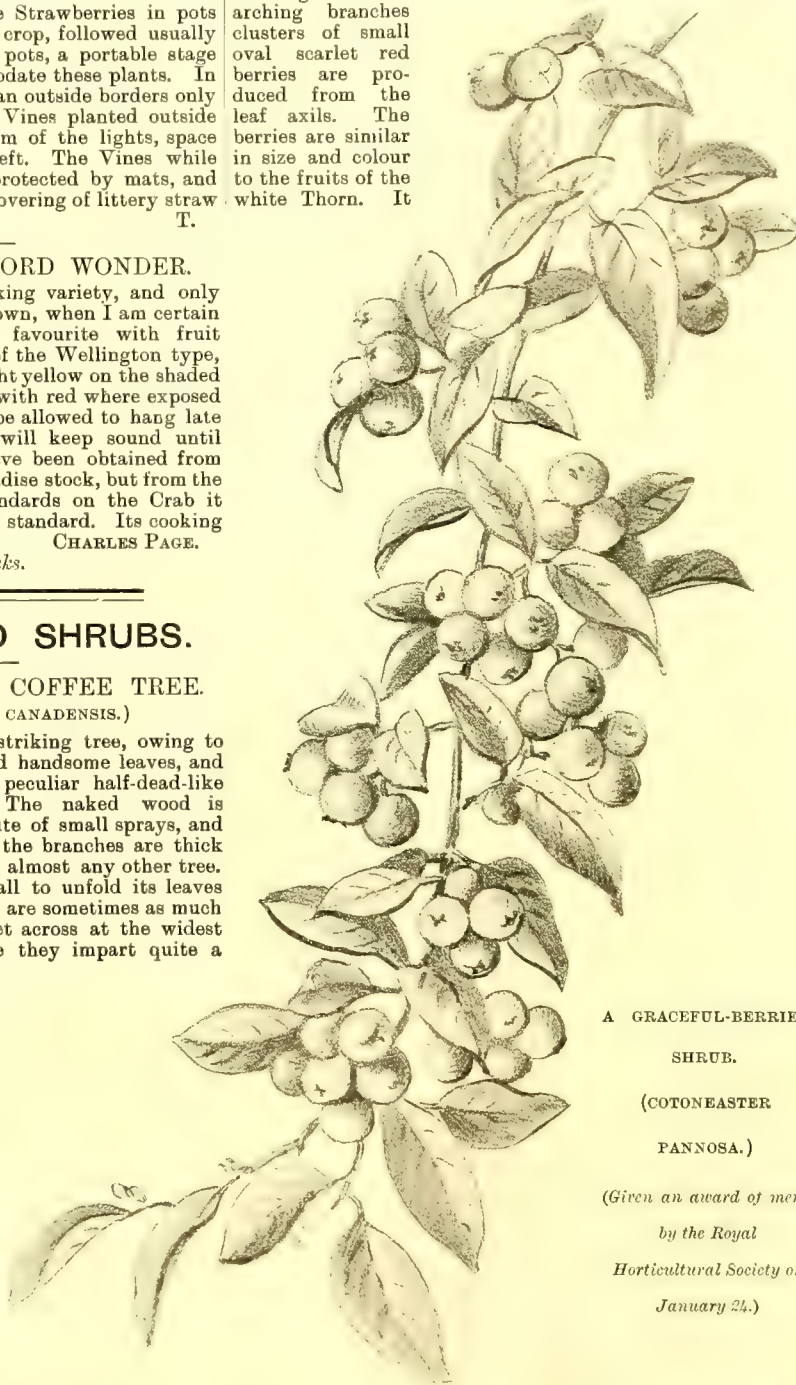 Strawberries in pots
crop, followed usually
pots, a portable stage
odate these plants. In
an outside borders only
Vines planted outside
m of the lights, space
eft. The Vines while
rotected by mats, and
overing of littery straw
T.
ORD WONDER.
king variety, and only
own, when I am certain
favourite with fruit
f the Wellington type,
ht yellow on the shaded
with red where exposed
be allowed to hang late
will keep sound until
ve been obtained from
dise stock, but from the
ndards on the Crab it
standard. Its cooking
CHARLES PAGE.
ks.
SHRUBS.
COFFEE TREE.
CANADENSIS.)
striking tree, owing to
d handsome leaves, and
peculiar half-dead-like
The naked wood is
te of small sprays, and
the branches are thick
almost any other tree.
all to unfold its leaves
are sometimes as much
et across at the widest
they impart quite a
arching branches
clusters of small
oval scarlet red
berries are pro-
duced from the
leaf axils. The
berries are similar
in size and colour
to the fruits of the
white Thorn. It
A GRACEFUL-BERRIE
SHRUB.
(COTONEASTER
PANNOSA.)
(Given an award of mer
by the Royal
Horticultural Society o
January 24.)